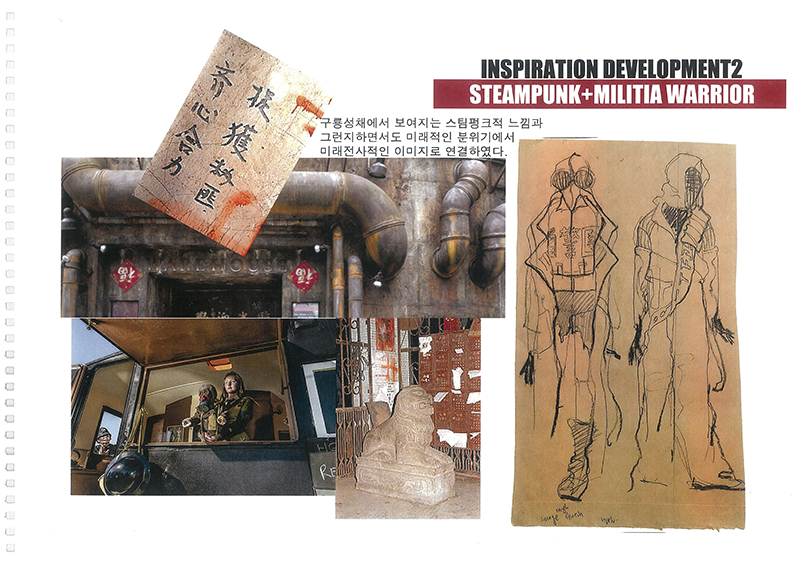 INSPIRATION DEVELOPMENT2
STEAMPUNK+MILITIA WARRIOR
구룡성채에서 보여지는 스팀펑크적 느낌과
그런지하면서도 미래적인 분위기에서
미래전사적인 이미지로 연결하였다.
捉獲匪
齐心合力
福
福